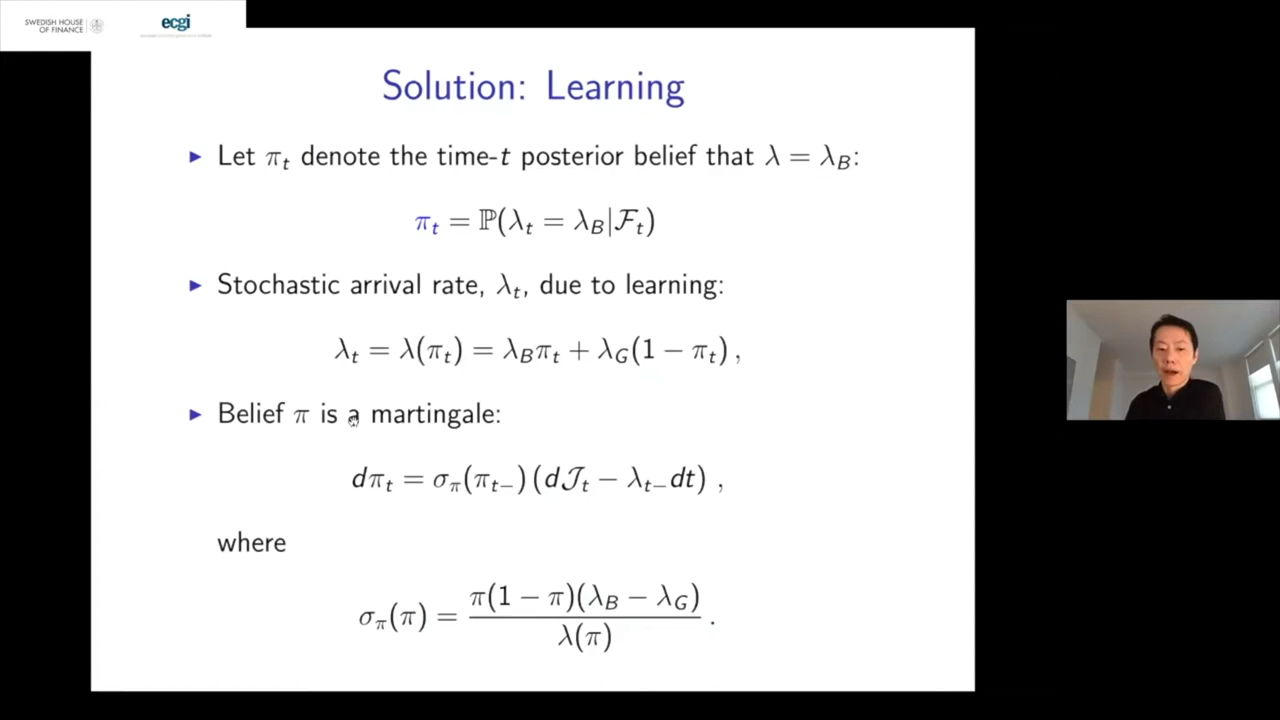 SWEDISH HOUSE
OF FINANCE
ecgi
Solution: Learning
▶ Let π_t denote the time-t posterior belief that λ = λ_B:
π_t = ℙ(λ_t = λ_B|ℱ_t)
▶ Stochastic arrival rate, λ_t, due to learning:
λ_t = λ(π_t) = λ_Bπ_t + λ_G(1 − π_t) ,
▶ Belief π is a martingale:
dπ_t = σ_π(π_{t−}) (d𝒥_t − λ_{t−}dt) ,
where
σ_π(π) = π(1 − π)(λ_B − λ_G) / λ(π) .